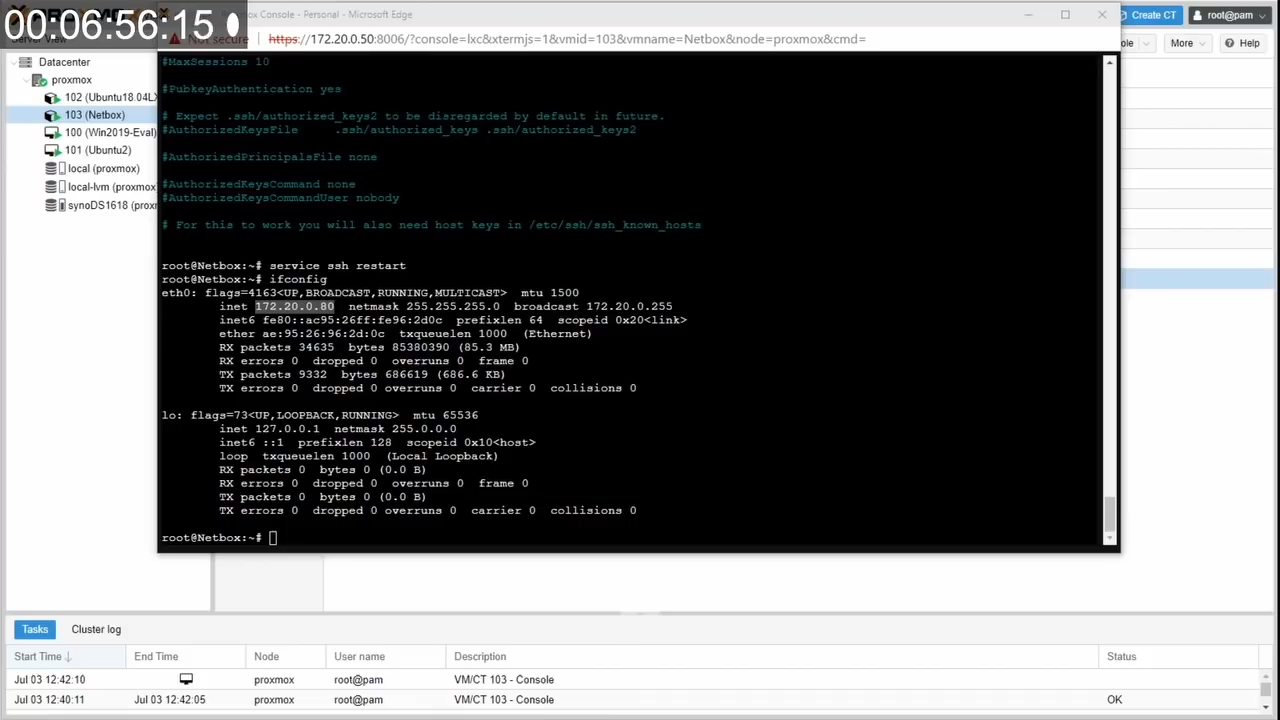 00:06:56:15
Console - Personal - Microsoft Edge
Create CT
root@pam
Not secure
https://172.20.0.50:8006/?console=lxc&xtermjs=1&vmid=103&vmname=Netbox&node=proxmox&cmd=
More
Help
Datacenter
proxmox
102 (Ubuntu18.04LX
103 (Netbox)
100 (Win2019-Eval)
101 (Ubuntu2)
local (proxmox)
local-lvm (proxmox
synoDS1618 (proxm
#MaxSessions 10
#PubkeyAuthentication yes
# Expect .ssh/authorized_keys2 to be disregarded by default in future.
#AuthorizedKeysFile     .ssh/authorized_keys .ssh/authorized_keys2
#AuthorizedPrincipalsFile none
#AuthorizedKeysCommand none
#AuthorizedKeysCommandUser nobody
# For this to work you will also need host keys in /etc/ssh/ssh_known_hosts
root@Netbox:~# service ssh restart
root@Netbox:~# ifconfig
eth0: flags=4163<UP,BROADCAST,RUNNING,MULTICAST>  mtu 1500
inet 172.20.0.80  netmask 255.255.255.0  broadcast 172.20.0.255
inet6 fe80::ac95:26ff:fe96:2d0c  prefixlen 64  scopeid 0x20<link>
ether ae:95:26:96:2d:0c  txqueuelen 1000  (Ethernet)
RX packets 34635  bytes 85380390 (85.3 MB)
RX errors 0  dropped 0  overruns 0  frame 0
TX packets 9332  bytes 686619 (686.6 KB)
TX errors 0  dropped 0 overruns 0  carrier 0  collisions 0
lo: flags=73<UP,LOOPBACK,RUNNING>  mtu 65536
inet 127.0.0.1  netmask 255.0.0.0
inet6 ::1  prefixlen 128  scopeid 0x10<host>
loop  txqueuelen 1000  (Local Loopback)
RX packets 0  bytes 0 (0.0 B)
RX errors 0  dropped 0  overruns 0  frame 0
TX packets 0  bytes 0 (0.0 B)
TX errors 0  dropped 0 overruns 0  carrier 0  collisions 0
root@Netbox:~#
Tasks
Cluster log
Start Time
End Time
Node
User name
Description
Status
Jul 03 12:42:10
proxmox
root@pam
VM/CT 103 - Console
Jul 03 12:40:11
Jul 03 12:42:05
proxmox
root@pam
VM/CT 103 - Console
OK